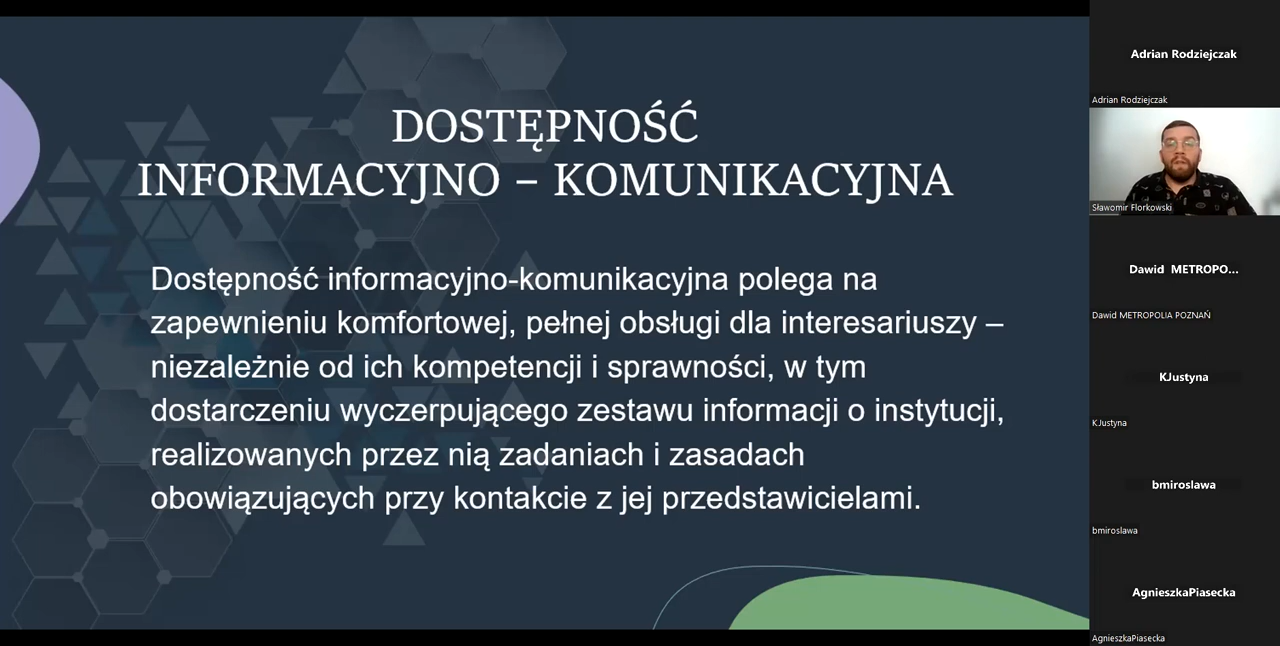 DOSTĘPNOŚĆ
INFORMACYJNO – KOMUNIKACYJNA
Dostępność informacyjno-komunikacyjna polega na
zapewnieniu komfortowej, pełnej obsługi dla interesariuszy –
niezależnie od ich kompetencji i sprawności, w tym
dostarczeniu wyczerpującego zestawu informacji o instytucji,
realizowanych przez nią zadaniach i zasadach
obowiązujących przy kontakcie z jej przedstawicielami.
Adrian Rodziejczak
Adrian Rodziejczak
Sławomir Florkowski
Dawid METROPO...
Dawid METROPOLIA POZNAŃ
KJustyna
KJustyna
bmiroslawa
bmiroslawa
AgnieszkaPiasecka
AgnieszkaPiasecka